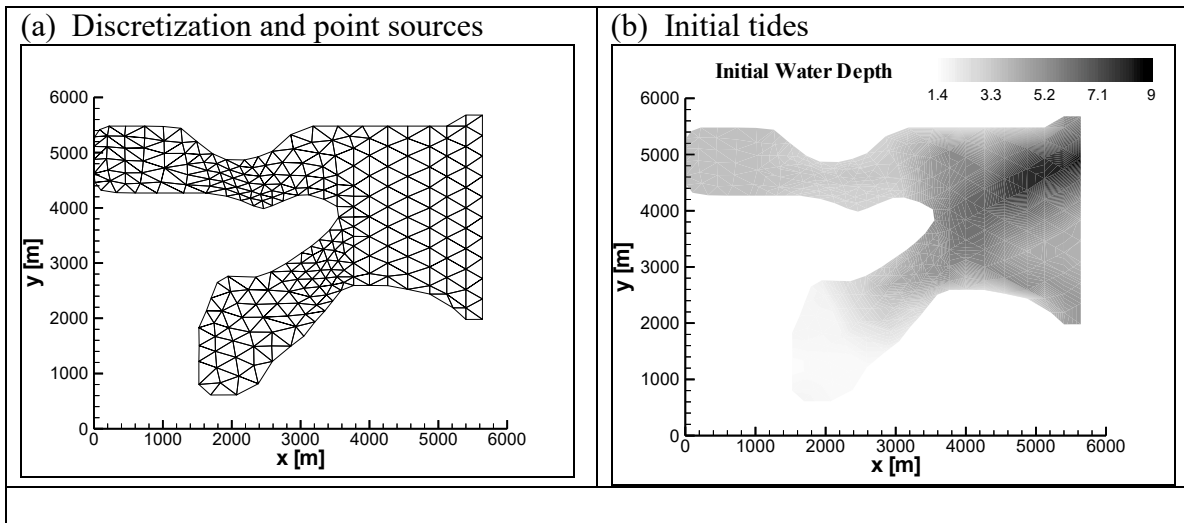 (a) Discretization and point sources
6000
5000
4000
3000
2000
1000
0
y [m]
0 1000 2000 3000 4000 5000 6000
x [m]
(b) Initial tides
Initial Water Depth
1.4 3.3 5.2 7.1 9
6000
5000
4000
3000
2000
1000
0
y [m]
0 1000 2000 3000 4000 5000 6000
x [m]